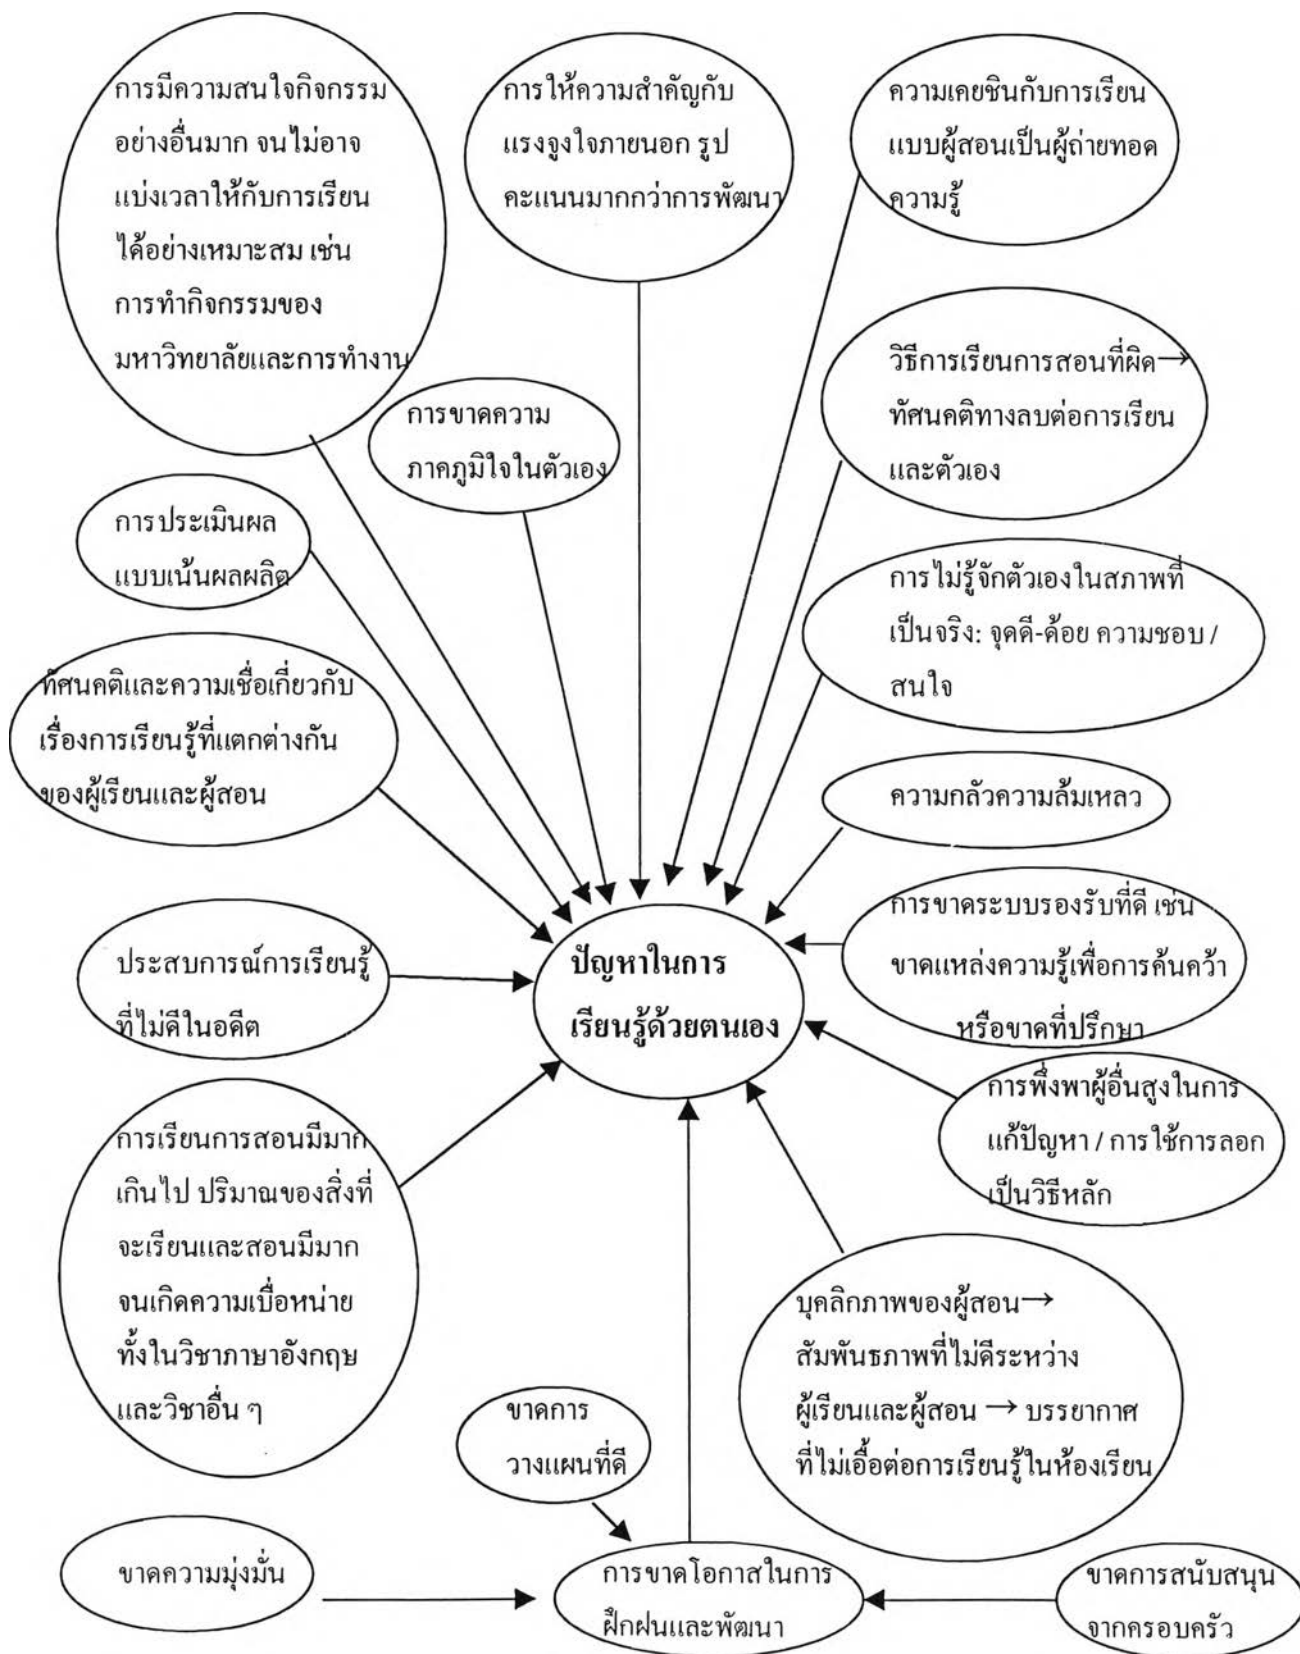 การมีความสนใจกิจกรรม
อย่างอื่นมาก จนไม่อาจ
แบ่งเวลาให้กับการเรียน
ได้อย่างเหมาะสม เช่น
การทำกิจกรรมของ
มหาวิทยาลัยและการทำงาน
การให้ความสำคัญกับ
แรงจูงใจภายนอก รูป
คะแนนมากกว่าการพัฒนา
ความเคยชินกับการเรียน
แบบผู้สอนเป็นผู้ถ่ายทอด
ความรู้
วิธีการเรียนการสอนที่ผิด→
ทัศนคติทางลบต่อการเรียน
และตัวเอง
การขาดความ
ภาคภูมิใจในตัวเอง
การประเมินผล
แบบเน้นผลผลิต
การไม่รู้จักตัวเองในสภาพที่
เป็นจริง: จุดดี-ด้อย ความชอบ /
สนใจ
ทัศนคติและความเชื่อเกี่ยวกับ
เรื่องการเรียนรู้ที่แตกต่างกัน
ของผู้เรียนและผู้สอน
ความกลัวความล้มเหลว
การขาดระบบรองรับที่ดี เช่น
ขาดแหล่งความรู้เพื่อการค้นคว้า
หรือขาดที่ปรึกษา
ประสบการณ์การเรียนรู้
ที่ไม่ดีในอดีต
ปัญหาในการ
เรียนรู้ด้วยตนเอง
การพึ่งพาผู้อื่นสูงในการ
แก้ปัญหา / การใช้การลอก
เป็นวิธีหลัก
การเรียนการสอนมีมาก
เกินไป ปริมาณของสิ่งที่
จะเรียนและสอนมีมาก
จนเกิดความเบื่อหน่าย
ทั้งในวิชาภาษาอังกฤษ
และวิชาอื่น ๆ
บุคลิกภาพของผู้สอน→
สัมพันธภาพที่ไม่ดีระหว่าง
ผู้เรียนและผู้สอน → บรรยากาศ
ที่ไม่เอื้อต่อการเรียนรู้ในห้องเรียน
ขาดการ
วางแผนที่ดี
ขาดความมุ่งมั่น
การขาดโอกาสในการ
ฝึกฝนและพัฒนา
ขาดการสนับสนุน
จากครอบครัว